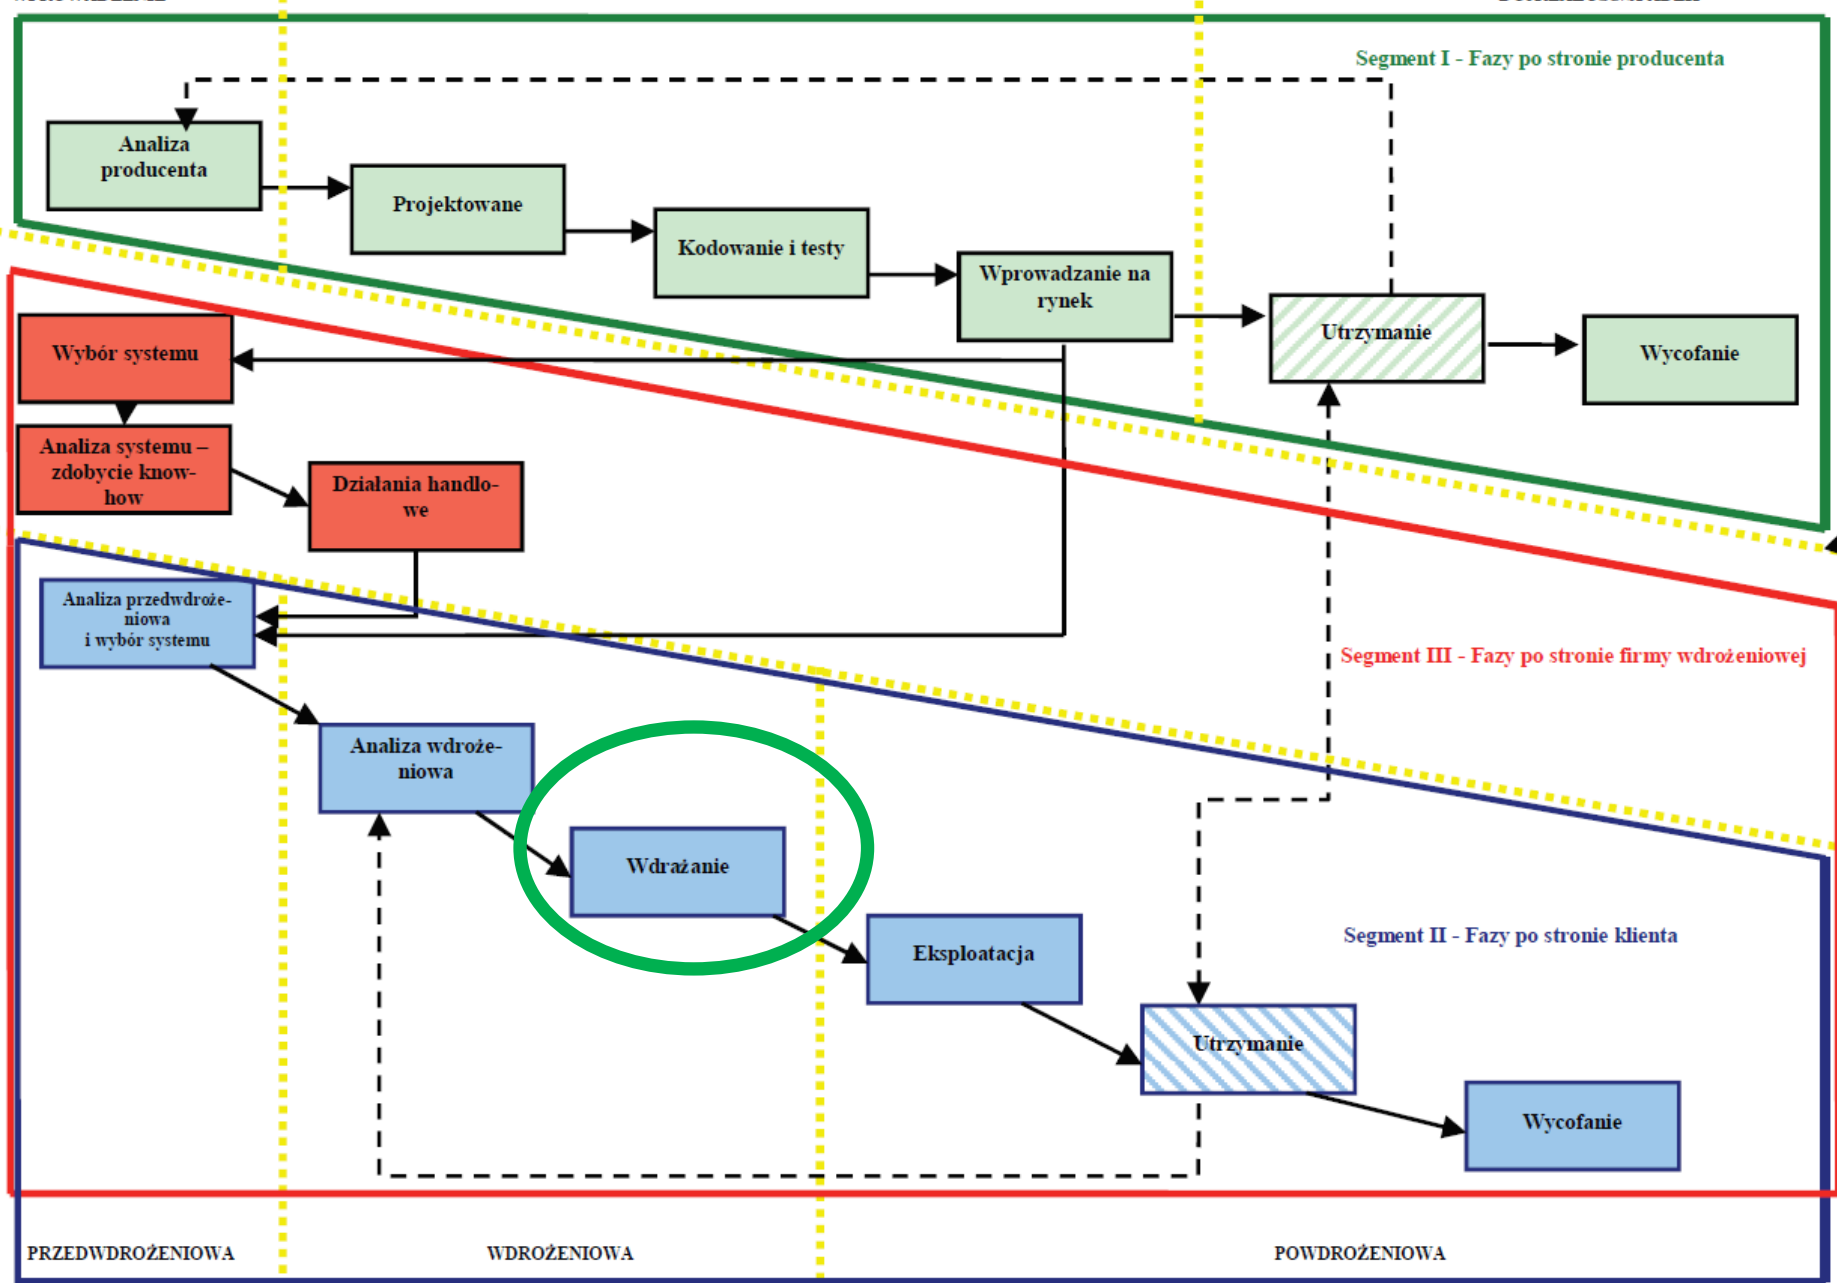 Segment I - Fazy po stronie producenta
Analiza
producenta
Projektowane
Kodowanie i testy
Wprowadzanie na
rynek
Utrzymanie
Wycofanie
Wybór systemu
Analiza systemu –
zdobycie know-
how
Działania handlo-
we
Analiza przedwdroże-
niowa
i wybór systemu
Segment III - Fazy po stronie firmy wdrożeniowej
Analiza wdroże-
niowa
Wdrażanie
Segment II - Fazy po stronie klienta
Eksploatacja
Utrzymanie
Wycofanie
PRZEDWDROŻENIOWA
WDROŻENIOWA
POWDROŻENIOWA